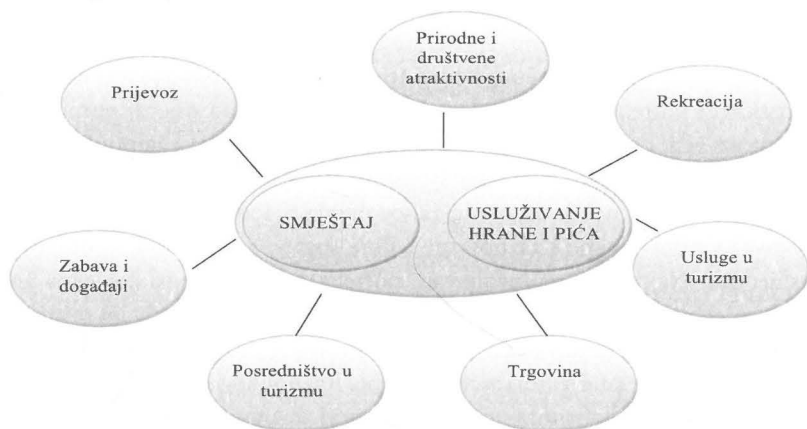 Prirodne i
društvene
atraktivnosti
Prijevoz
Rekreacija
SMJEŠTAJ
USLUŽIVANJE
HRANE I PIĆA
Zabava i
događaji
Usluge u
turizmu
Posredništvo u
turizmu
Trgovina